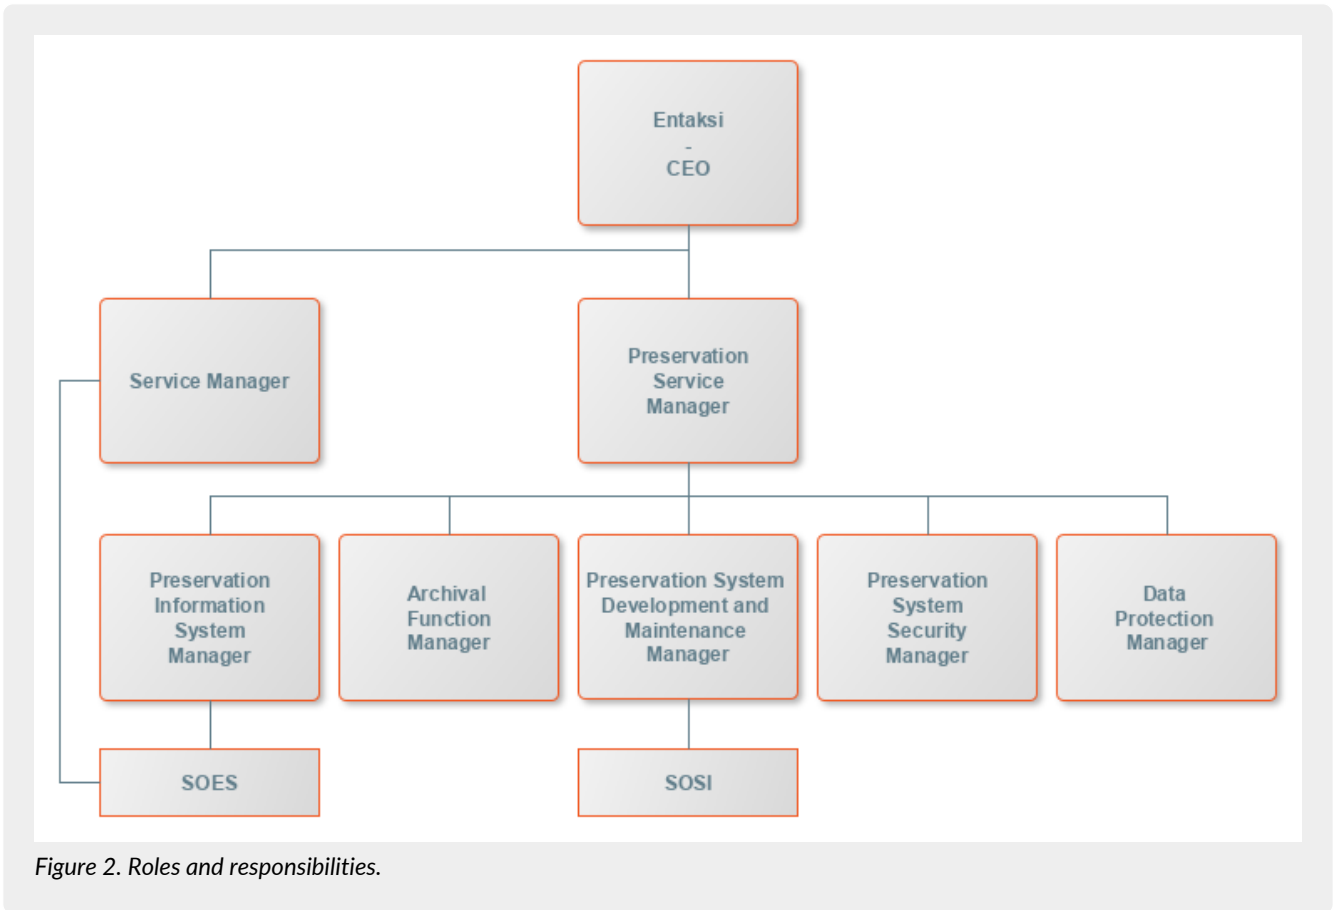 Entaksi
-
CEO
Service Manager
Preservation
Service
Manager
Preservation
Information
System
Manager
Archival
Function
Manager
Preservation System
Development and
Maintenance
Manager
Preservation
System
Security
Manager
Data
Protection
Manager
SOES
SOSI
Figure 2. Roles and responsibilities.